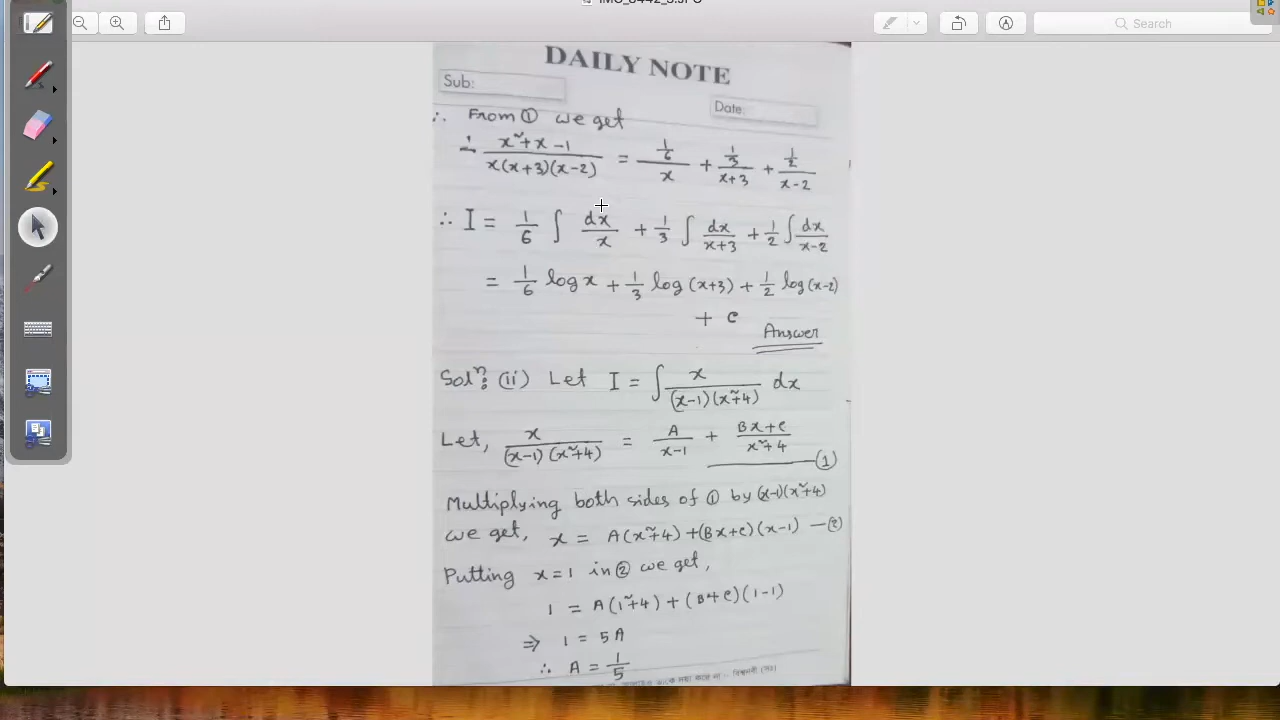 Search
DAILY NOTE
Sub:
Date:
∴ From ① we get
∴ (x²+x-1)/(x(x+3)(x-2)) = (1/6)/x + (1/3)/(x+3) + (1/2)/(x-2)
∴ I = 1/6 ∫ dx/x + 1/3 ∫ dx/(x+3) + 1/2 ∫ dx/(x-2)
= 1/6 log x + 1/3 log (x+3) + 1/2 log (x-2)
+ c
Answer
Solⁿ: (ii) Let I = ∫ x/((x-1)(x²+4)) dx
Let, x/((x-1)(x²+4)) = A/(x-1) + (Bx+c)/(x²+4) —(1)
Multiplying both sides of ① by (x-1)(x²+4)
we get, x = A(x²+4)+(Bx+c)(x-1) —②
Putting x=1 in ② we get,
1 = A(1²+4)+(B+c)(1-1)
⇒ 1 = 5A
∴ A = 1/5